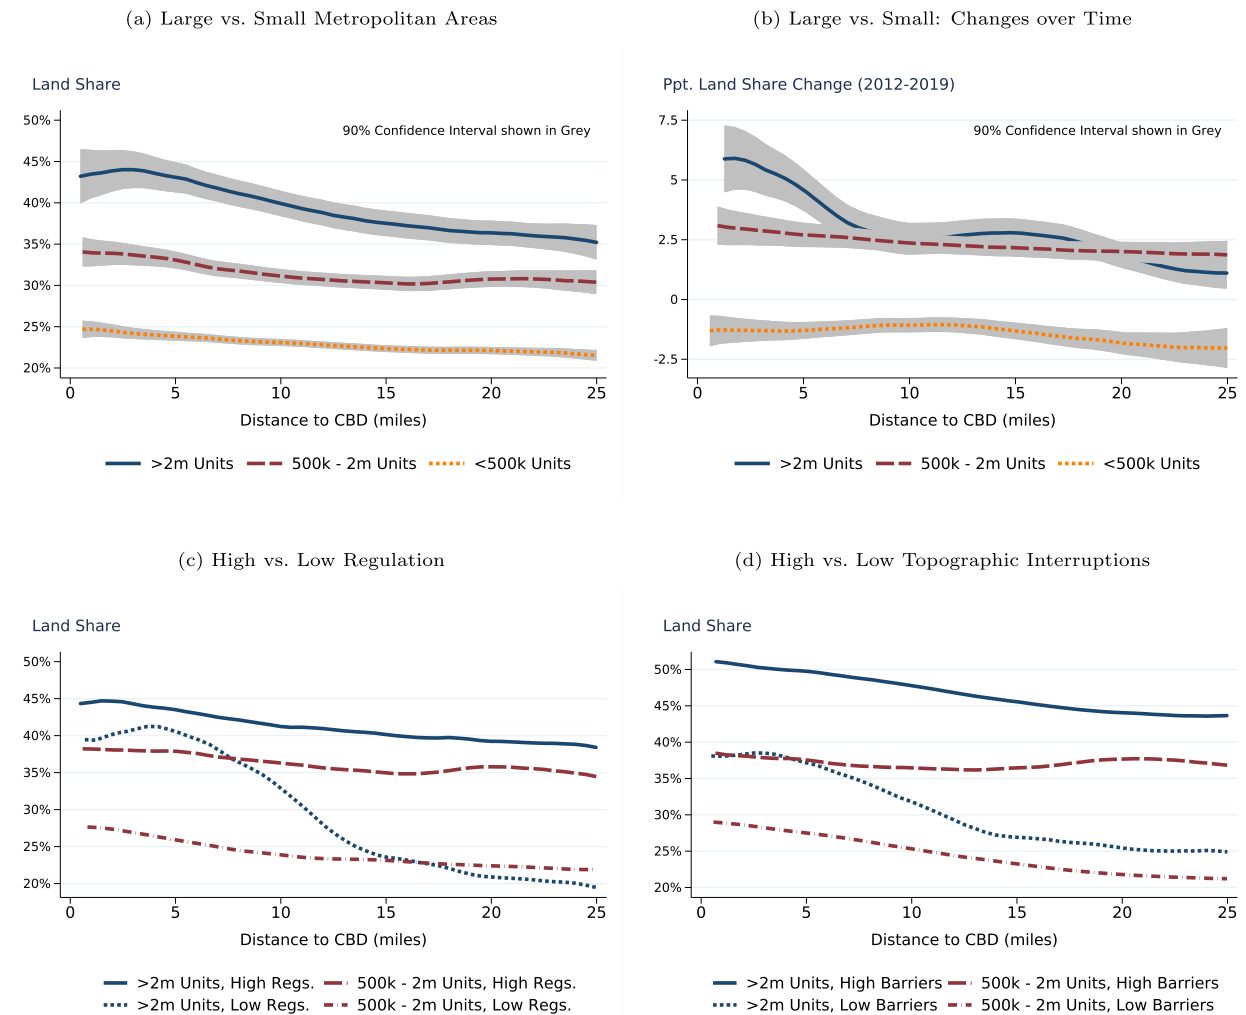 (a) Large vs. Small Metropolitan Areas
Land Share
50%
45%
40%
35%
30%
25%
20%
90% Confidence Interval shown in Grey
0 5 10 15 20 25
Distance to CBD (miles)
>2m Units 500k - 2m Units <500k Units
(b) Large vs. Small: Changes over Time
Ppt. Land Share Change (2012-2019)
7.5
5
2.5
0
-2.5
90% Confidence Interval shown in Grey
0 5 10 15 20 25
Distance to CBD (miles)
>2m Units 500k - 2m Units <500k Units
(c) High vs. Low Regulation
Land Share
50%
45%
40%
35%
30%
25%
20%
0 5 10 15 20 25
Distance to CBD (miles)
>2m Units, High Regs. 500k - 2m Units, High Regs.
>2m Units, Low Regs. 500k - 2m Units, Low Regs.
(d) High vs. Low Topographic Interruptions
Land Share
50%
45%
40%
35%
30%
25%
20%
0 5 10 15 20 25
Distance to CBD (miles)
>2m Units, High Barriers 500k - 2m Units, High Barriers
>2m Units, Low Barriers 500k - 2m Units, Low Barriers